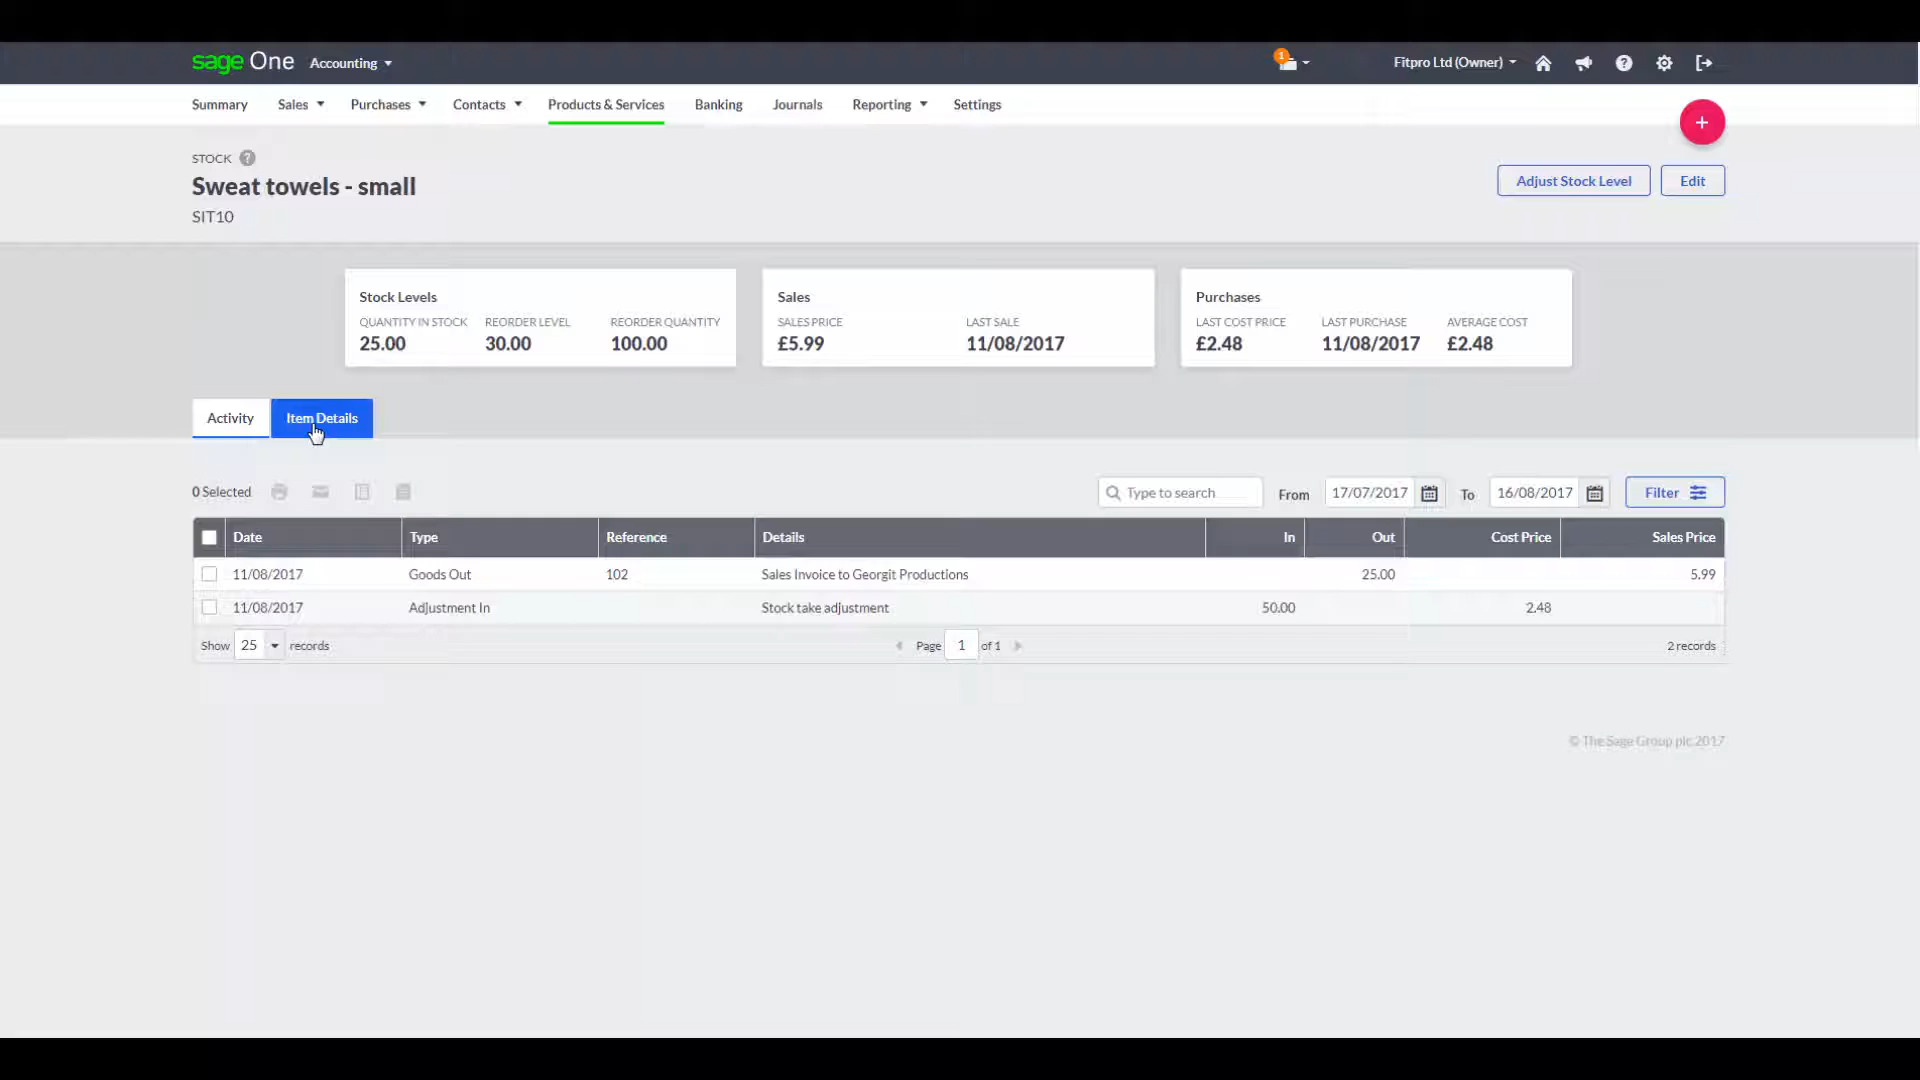 sage One Accounting 1 Fitpro Ltd (Owner) ?
Summary Sales Purchases Contacts Products & Services Banking Journals Reporting Settings
+
STOCK ?
Sweat towels - small
SIT10
Adjust Stock Level Edit
Stock Levels Sales Purchases
QUANTITY IN STOCK REORDER LEVEL REORDER QUANTITY SALES PRICE LAST SALE LAST COST PRICE LAST PURCHASE AVERAGE COST
25.00 30.00 100.00 £5.99 11/08/2017 £2.48 11/08/2017 £2.48
Activity Item Details
0 Selected Type to search From 17/07/2017 To 16/08/2017 Filter
Date Type Reference Details In Out Cost Price Sales Price
11/08/2017 Goods Out 102 Sales Invoice to Georgit Productions 25.00 5.99
11/08/2017 Adjustment In Stock take adjustment 50.00 2.48
Show 25 records Page 1 of 1 2 records
© The Sage Group plc 2017